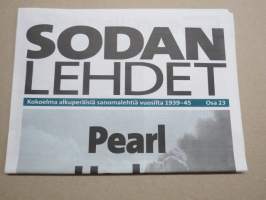 SODAN
LEHDET
Kokoelma alkuperäisiä sanomalehtiä vuosilta 1939-45 Osa 23
Pearl